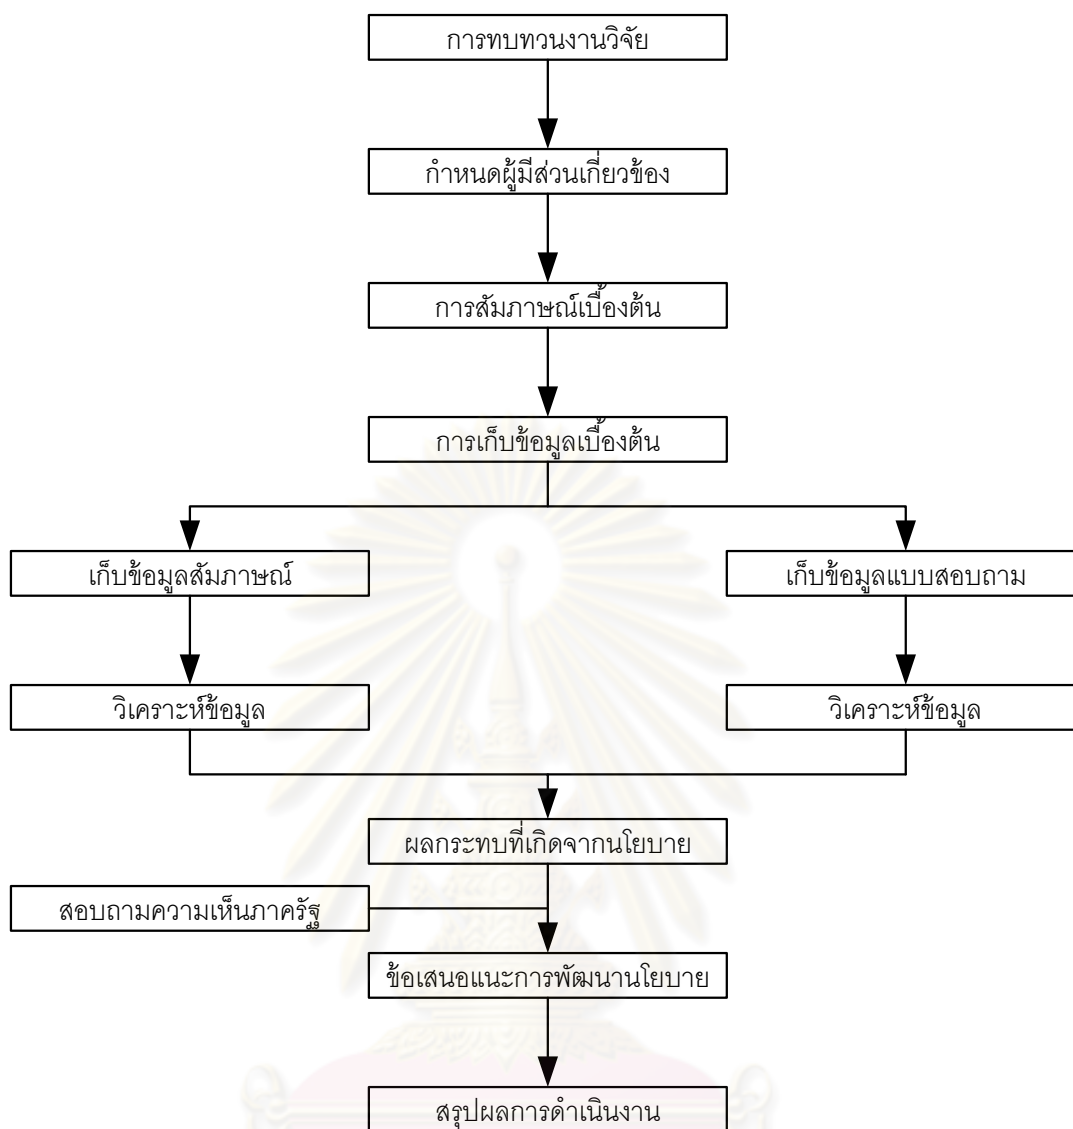 การทบทวนงานวิจัย
กำหนดผู้มีส่วนเกี่ยวข้อง
การสัมภาษณ์เบื้องต้น
การเก็บข้อมูลเบื้องต้น
เก็บข้อมูลสัมภาษณ์
เก็บข้อมูลแบบสอบถาม
วิเคราะห์ข้อมูล
วิเคราะห์ข้อมูล
ผลกระทบที่เกิดจากนโยบาย
สอบถามความเห็นภาครัฐ
ข้อเสนอแนะการพัฒนานโยบาย
สรุปผลการดำเนินงาน